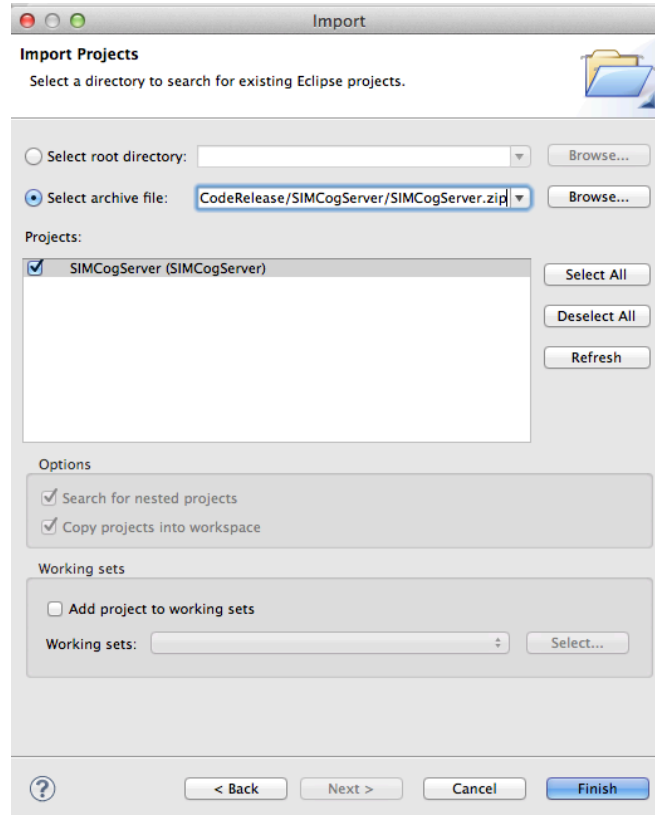 Import
Import Projects
Select a directory to search for existing Eclipse projects.
Select root directory: Browse...
Select archive file: CodeRelease/SIMCogServer/SIMCogServer.zip Browse...
Projects:
SIMCogServer (SIMCogServer)
Select All
Deselect All
Refresh
Options
Search for nested projects
Copy projects into workspace
Working sets
Add project to working sets
Working sets: Select...
? < Back Next > Cancel Finish